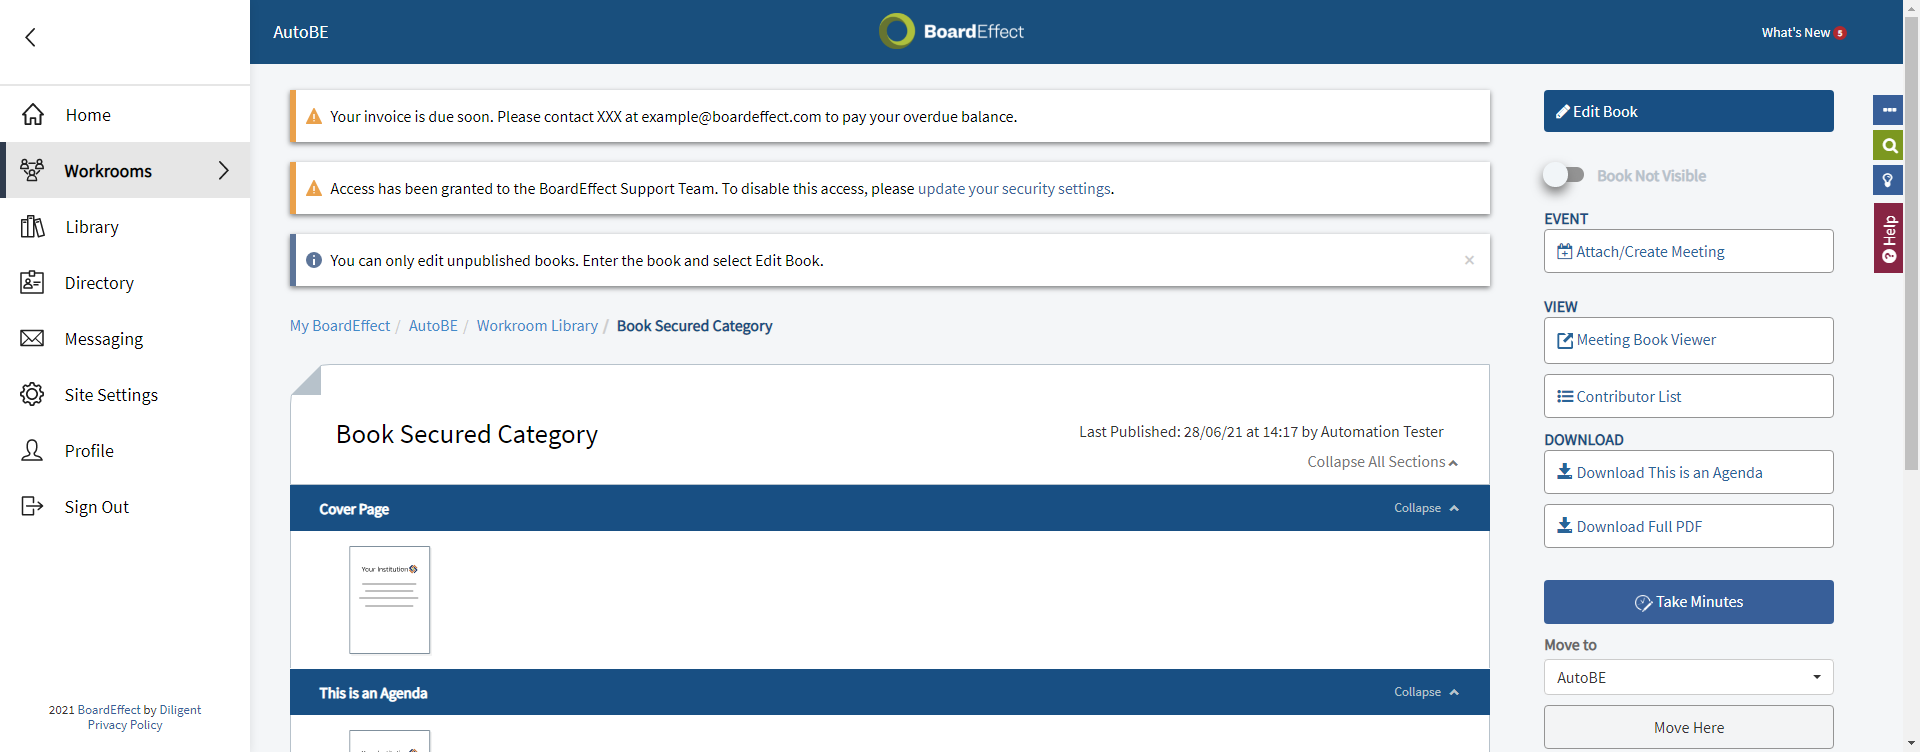 AutoBE
BoardEffect
What's New 5
Home
Workrooms
Library
Directory
Messaging
Site Settings
Profile
Sign Out
2021 BoardEffect by Diligent
Privacy Policy
Your invoice is due soon. Please contact XXX at example@boardeffect.com to pay your overdue balance.
Access has been granted to the BoardEffect Support Team. To disable this access, please update your security settings.
You can only edit unpublished books. Enter the book and select Edit Book.
My BoardEffect / AutoBE / Workroom Library / Book Secured Category
Book Secured Category
Last Published: 28/06/21 at 14:17 by Automation Tester
Collapse All Sections
Cover Page
Collapse
Your Institution
This is an Agenda
Collapse
Edit Book
Book Not Visible
EVENT
Attach/Create Meeting
VIEW
Meeting Book Viewer
Contributor List
DOWNLOAD
Download This is an Agenda
Download Full PDF
Take Minutes
Move to
AutoBE
Move Here
Help